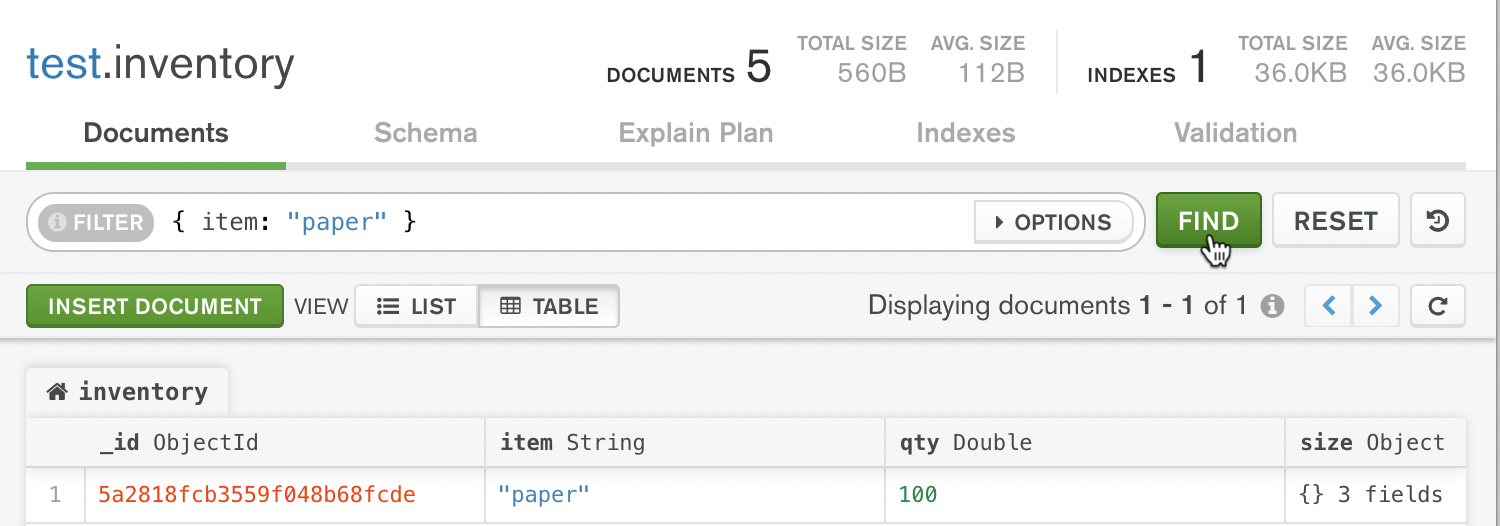 test.inventory
DOCUMENTS 5 TOTAL SIZE 560B AVG. SIZE 112B
INDEXES 1 TOTAL SIZE 36.0KB AVG. SIZE 36.0KB
Documents Schema Explain Plan Indexes Validation
FILTER { item: "paper" } OPTIONS FIND RESET
INSERT DOCUMENT VIEW LIST TABLE Displaying documents 1 - 1 of 1
inventory
_id ObjectId item String qty Double size Object
1 5a2818fcb3559f048b68fcde "paper" 100 {} 3 fields